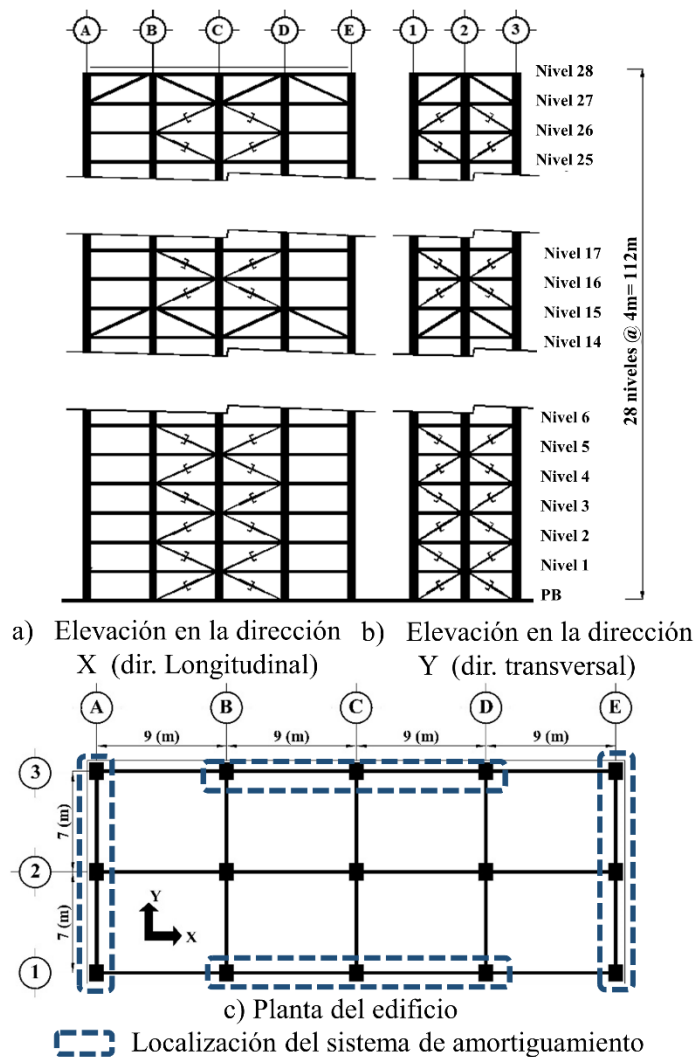 A B C D E 1 2 3
Nivel 28
Nivel 27
Nivel 26
Nivel 25
Nivel 17
Nivel 16
Nivel 15
Nivel 14
28 niveles @ 4m= 112m
Nivel 6
Nivel 5
Nivel 4
Nivel 3
Nivel 2
Nivel 1
PB
a) Elevación en la dirección
X (dir. Longitudinal)
b) Elevación en la dirección
Y (dir. transversal)
A B C D E
9 (m) 9 (m) 9 (m) 9 (m)
3
7 (m)
2
7 (m)
Y
X
1
c) Planta del edificio
Localización del sistema de amortiguamiento